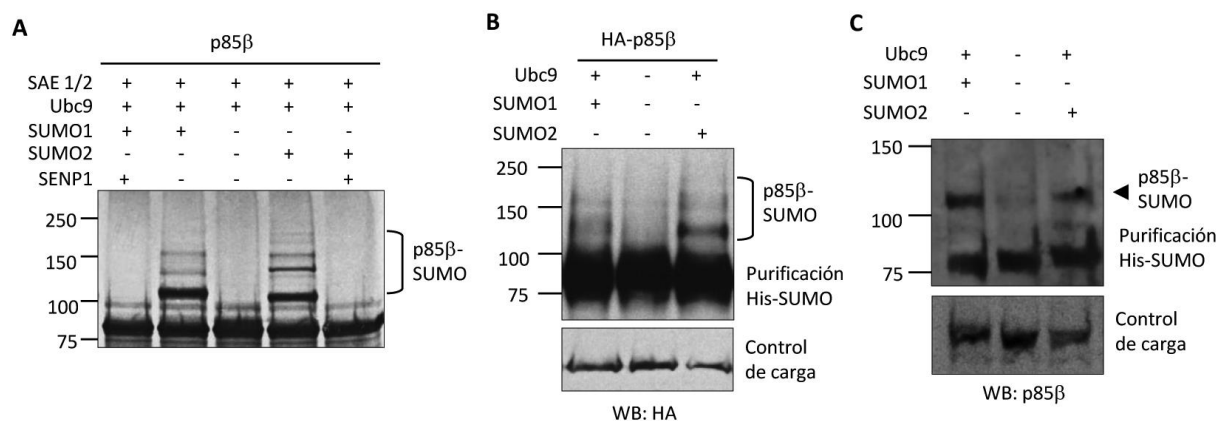 A
p85β
SAE 1/2 + + + + +
Ubc9 + + + + +
SUMO1 + + - - -
SUMO2 - - - + +
SENP1 + - - - +
250
150
100
75
p85β-
SUMO
B
HA-p85β
Ubc9 + - +
SUMO1 + - -
SUMO2 - - +
250
150
100
75
p85β-
SUMO
Purificación
His-SUMO
Control
de carga
WB: HA
C
Ubc9 + - +
SUMO1 + - -
SUMO2 - - +
150
100
75
p85β-
SUMO
Purificación
His-SUMO
Control
de carga
WB: p85β